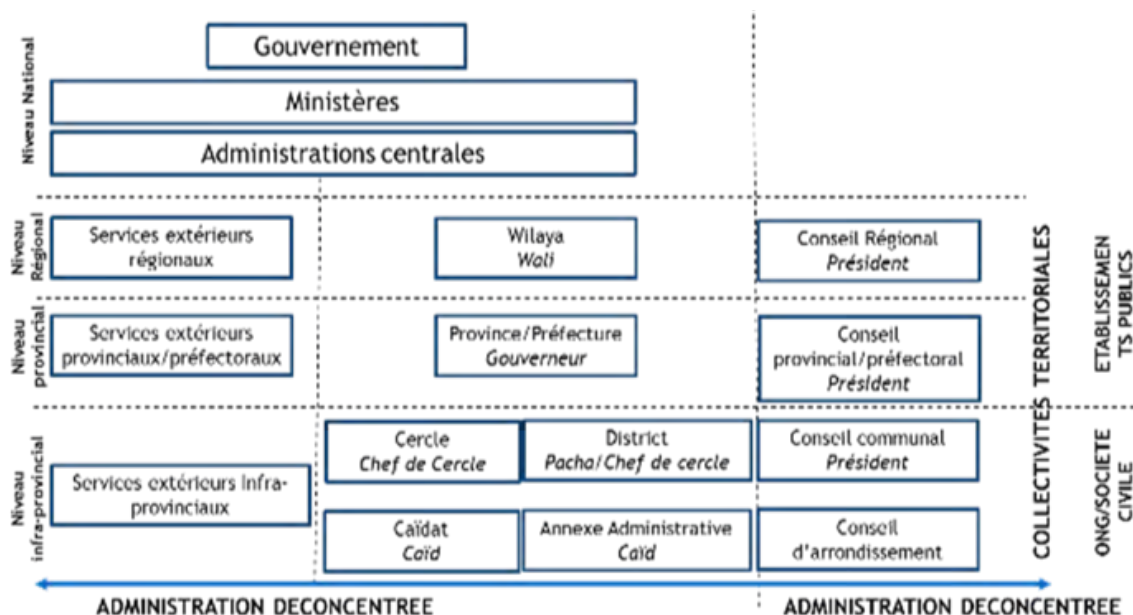 Niveau National
Gouvernement
Ministères
Administrations centrales
Niveau
Régional
Services extérieurs
régionaux
Wilaya
Wali
Conseil Régional
Président
Niveau
provincial
Services extérieurs
provinciaux/préfectoraux
Province/Préfecture
Gouverneur
Conseil
provincial/préfectoral
Président
Niveau
infra-provincial
Services extérieurs Infra-
provinciaux
Cercle
Chef de Cercle
District
Pacha/Chef de cercle
Conseil communal
Président
Caïdat
Caïd
Annexe Administrative
Caïd
Conseil
d'arrondissement
COLLECTIVITES TERRITORIALES
ETABLISSEMEN
TS PUBLICS
ONG/SOCIETE
CIVILE
ADMINISTRATION DECONCENTREE
ADMINISTRATION DECONCENTREE